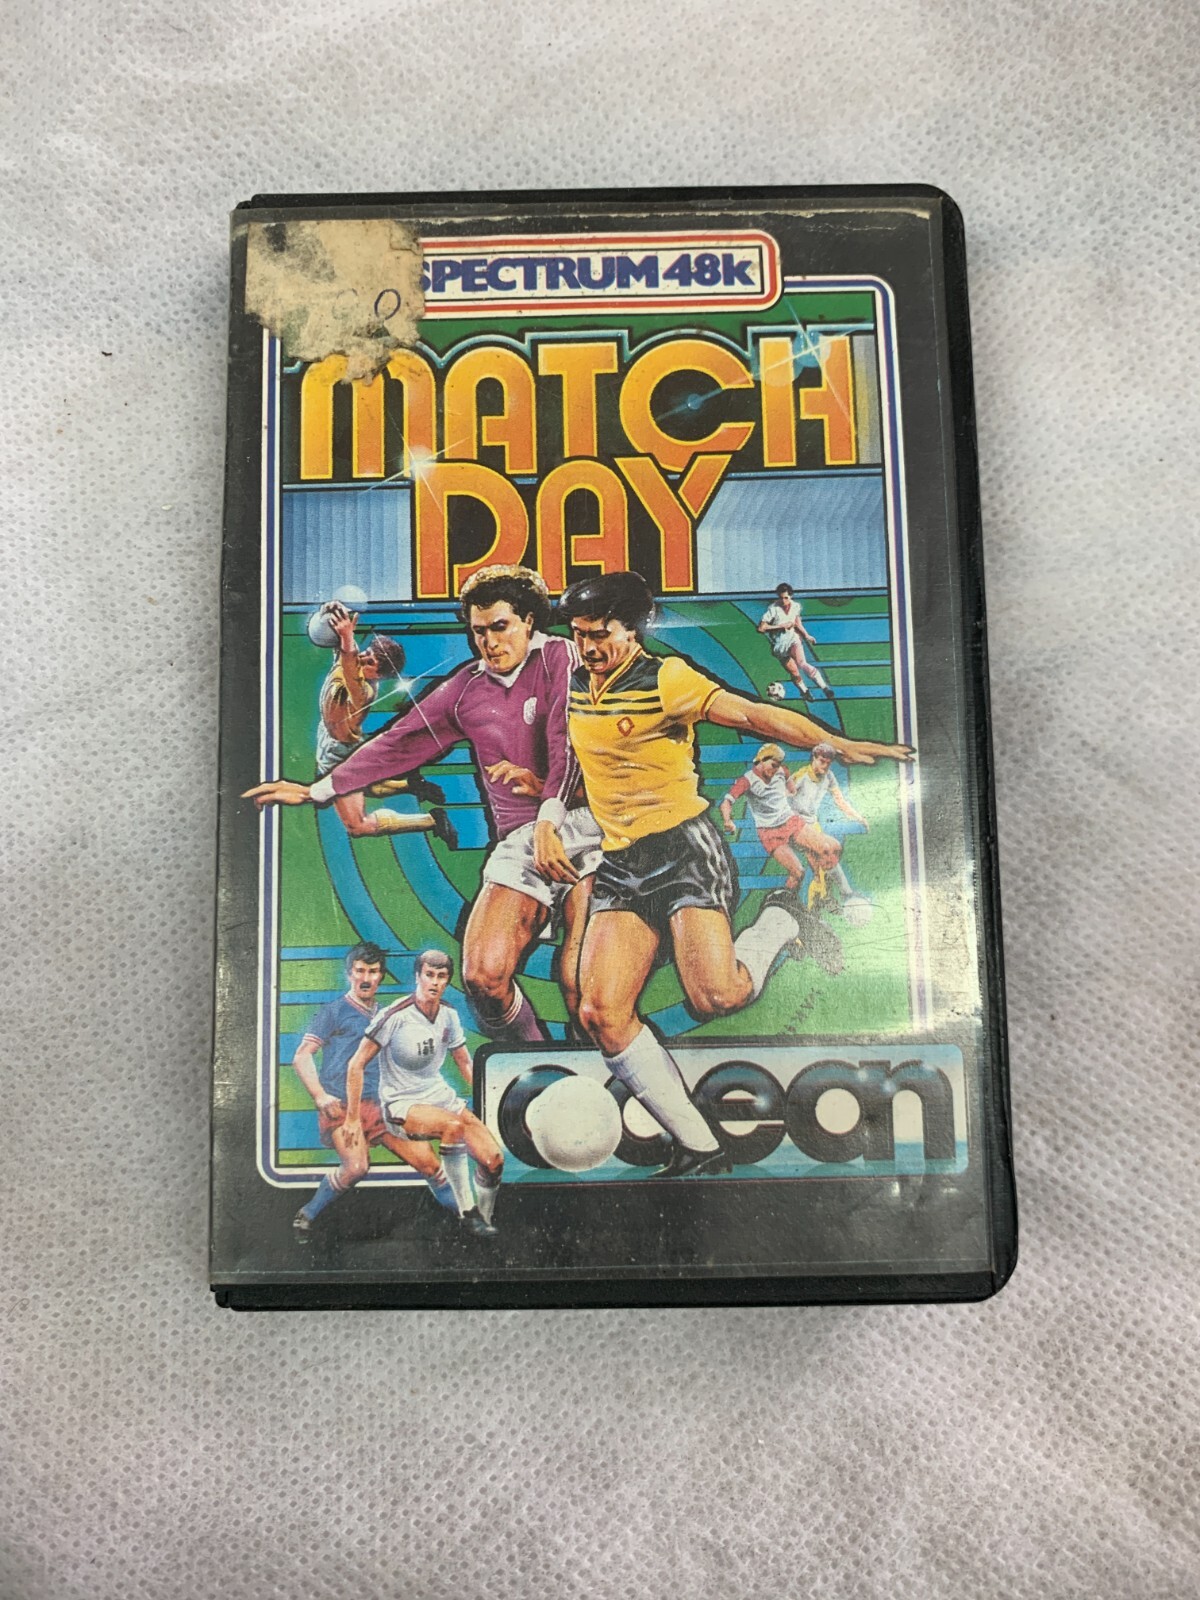 SPECTRUM 48k
MATCH
DAY
ocean